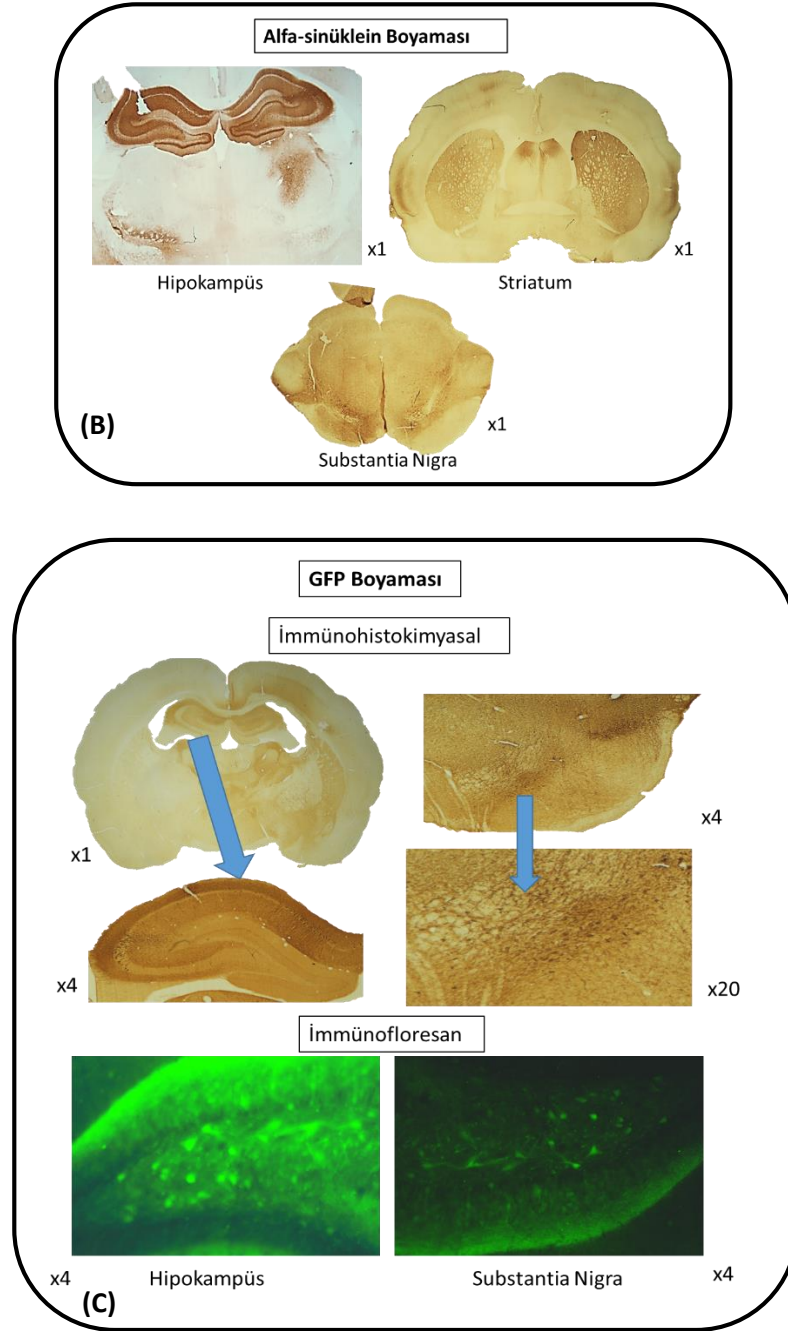 Alfa-sinüklein Boyaması
x1
x1
Hipokampüs
Striatum
x1
(B)
Substantia Nigra
GFP Boyaması
İmmünohistokimyasal
x1
x4
x4
x20
İmmünofloresan
x4
Hipokampüs
Substantia Nigra
x4
(C)